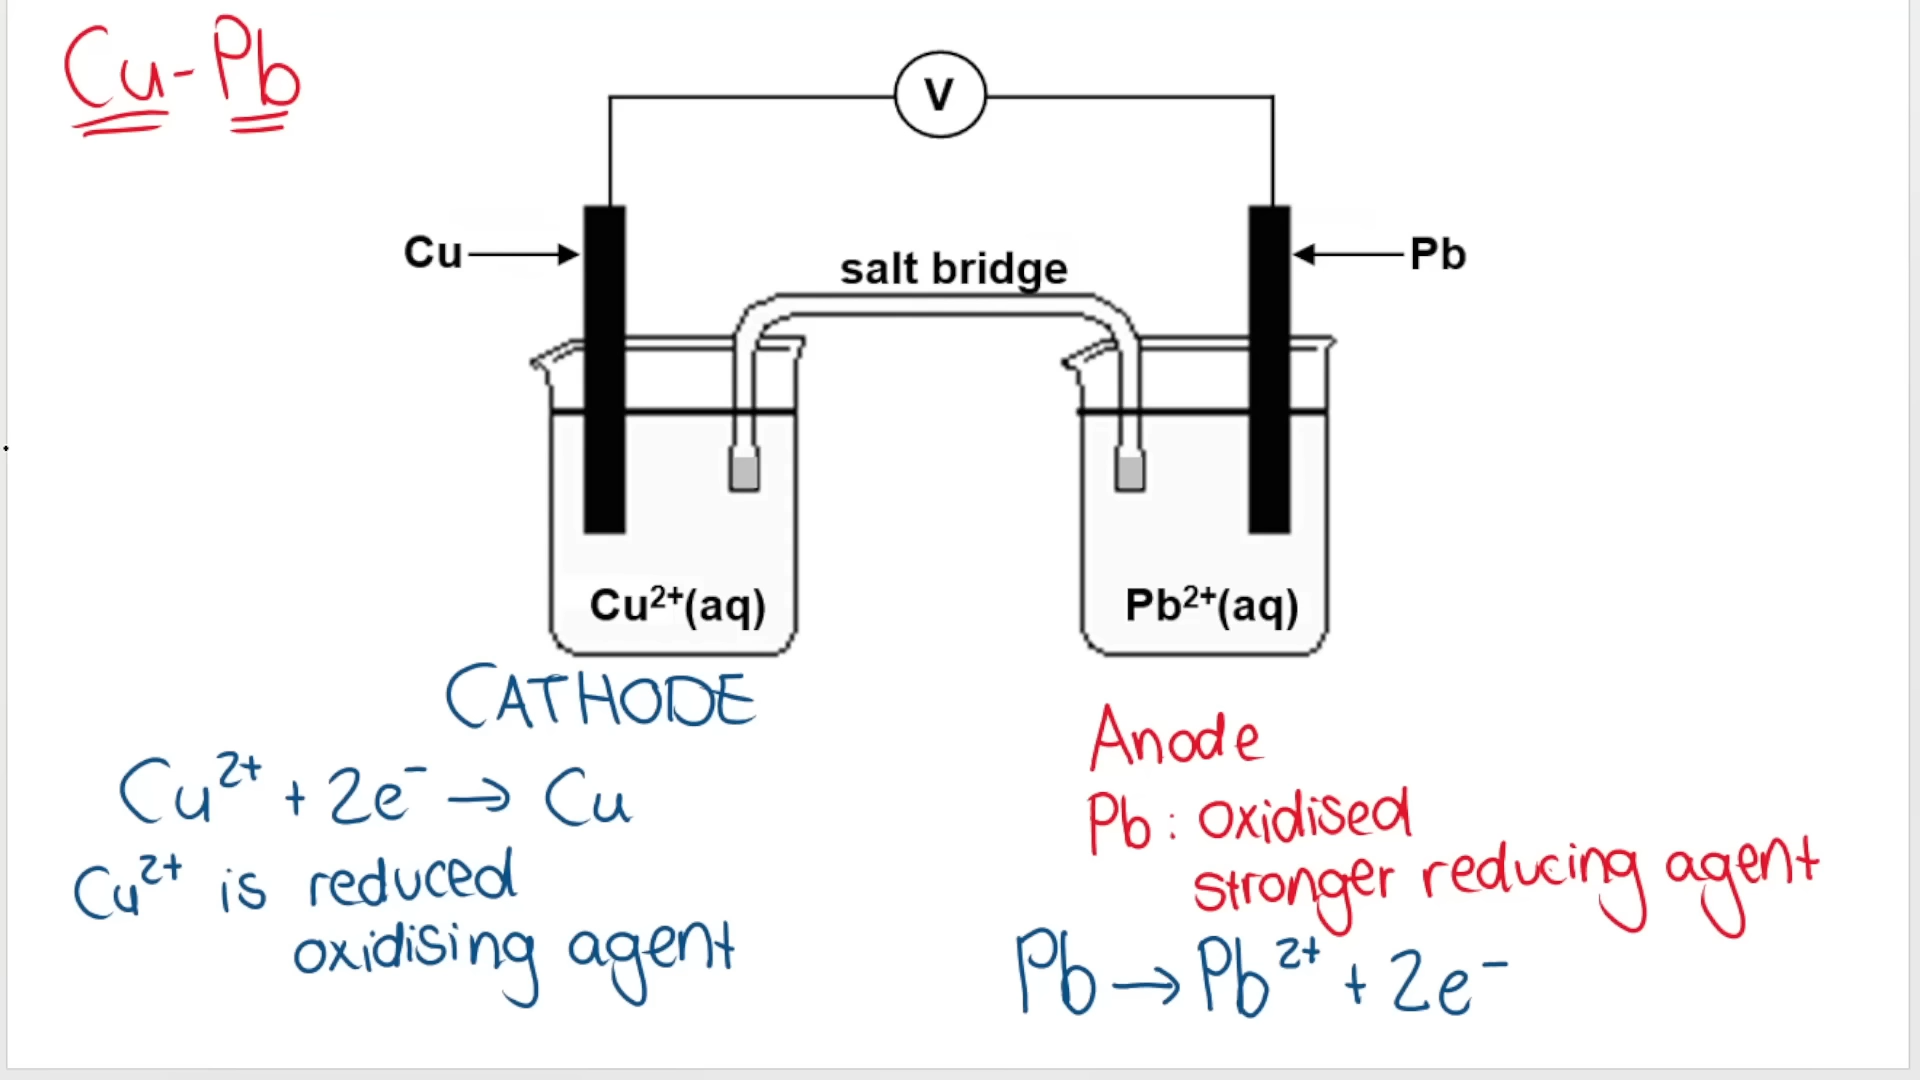 Cu-Pb
V
Cu
Pb
salt bridge
Cu²⁺(aq)
Pb²⁺(aq)
CATHODE
Cu²⁺ + 2e⁻ → Cu
Cu²⁺ is reduced
oxidising agent
Anode
Pb: oxidised
stronger reducing agent
Pb → Pb²⁺ + 2e⁻